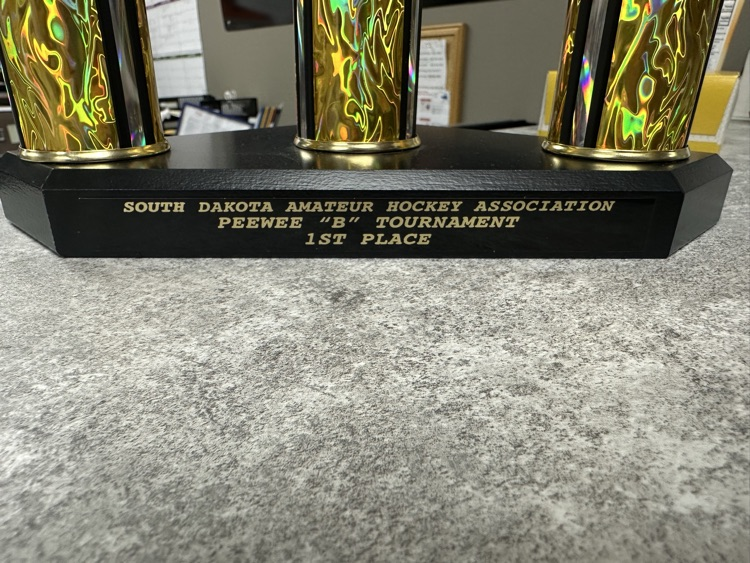 SOUTH DAKOTA AMATEUR HOCKEY ASSOCIATION
PEEWEE "B" TOURNAMENT
1ST PLACE